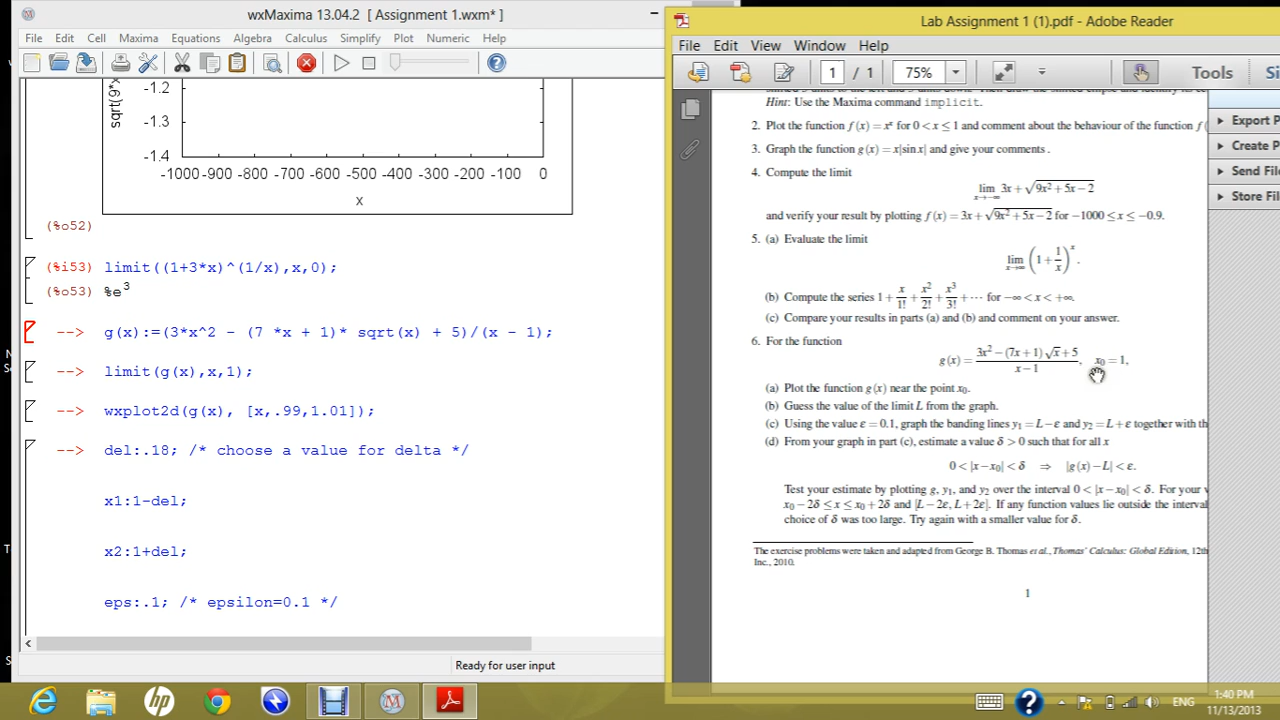 wxMaxima 13.04.2 [ Assignment 1.wxm* ]
File Edit Cell Maxima Equations Algebra Calculus Simplify Plot Numeric Help
sqrt(9*x
-1.2
-1.3
-1.4
-1000 -900 -800 -700 -600 -500 -400 -300 -200 -100 0
x
(%o52)
(%i53) limit((1+3*x)^(1/x),x,0);
(%o53) %e³
--> g(x):=(3*x^2 - (7 *x + 1)* sqrt(x) + 5)/(x - 1);
--> limit(g(x),x,1);
--> wxplot2d(g(x), [x,.99,1.01]);
--> del:.18; /* choose a value for delta */
x1:1-del;
x2:1+del;
eps:.1; /* epsilon=0.1 */
Ready for user input
Lab Assignment 1 (1).pdf - Adobe Reader
File Edit View Window Help
1 / 1 75% Tools
Export P
Create P
Send File
Store File
Hint: Use the Maxima command implicit.
2. Plot the function f(x) = xˣ for 0 < x ≤ 1 and comment about the behaviour of the function f
3. Graph the function g(x) = x|sin x| and give your comments .
4. Compute the limit
lim x→−∞ 3x + √(9x² + 5x − 2)
and verify your result by plotting f(x) = 3x + √(9x² + 5x − 2) for −1000 ≤ x ≤ −0.9.
5. (a) Evaluate the limit
lim x→∞ (1 + 1/x)ˣ.
(b) Compute the series 1 + x/1! + x²/2! + x³/3! + ⋯ for −∞ < x < +∞.
(c) Compare your results in parts (a) and (b) and comment on your answer.
6. For the function
g(x) = (3x² − (7x + 1)√x + 5)/(x − 1), x₀ = 1,
(a) Plot the function g(x) near the point x₀.
(b) Guess the value of the limit L from the graph.
(c) Using the value ε = 0.1, graph the banding lines y₁ = L − ε and y₂ = L + ε together with th
(d) From your graph in part (c), estimate a value δ > 0 such that for all x
0 < |x − x₀| < δ ⇒ |g(x) − L| < ε.
Test your estimate by plotting g, y₁, and y₂ over the interval 0 < |x − x₀| < δ. For your
x₀ − 2δ ≤ x ≤ x₀ + 2δ and [L − 2ε, L + 2ε]. If any function values lie outside the interval
choice of δ was too large. Try again with a smaller value for δ.
The exercise problems were taken and adapted from George B. Thomas et al., Thomas' Calculus: Global Edition, 12th
Inc., 2010.
1
hp
ENG
1:40 PM
11/13/2013